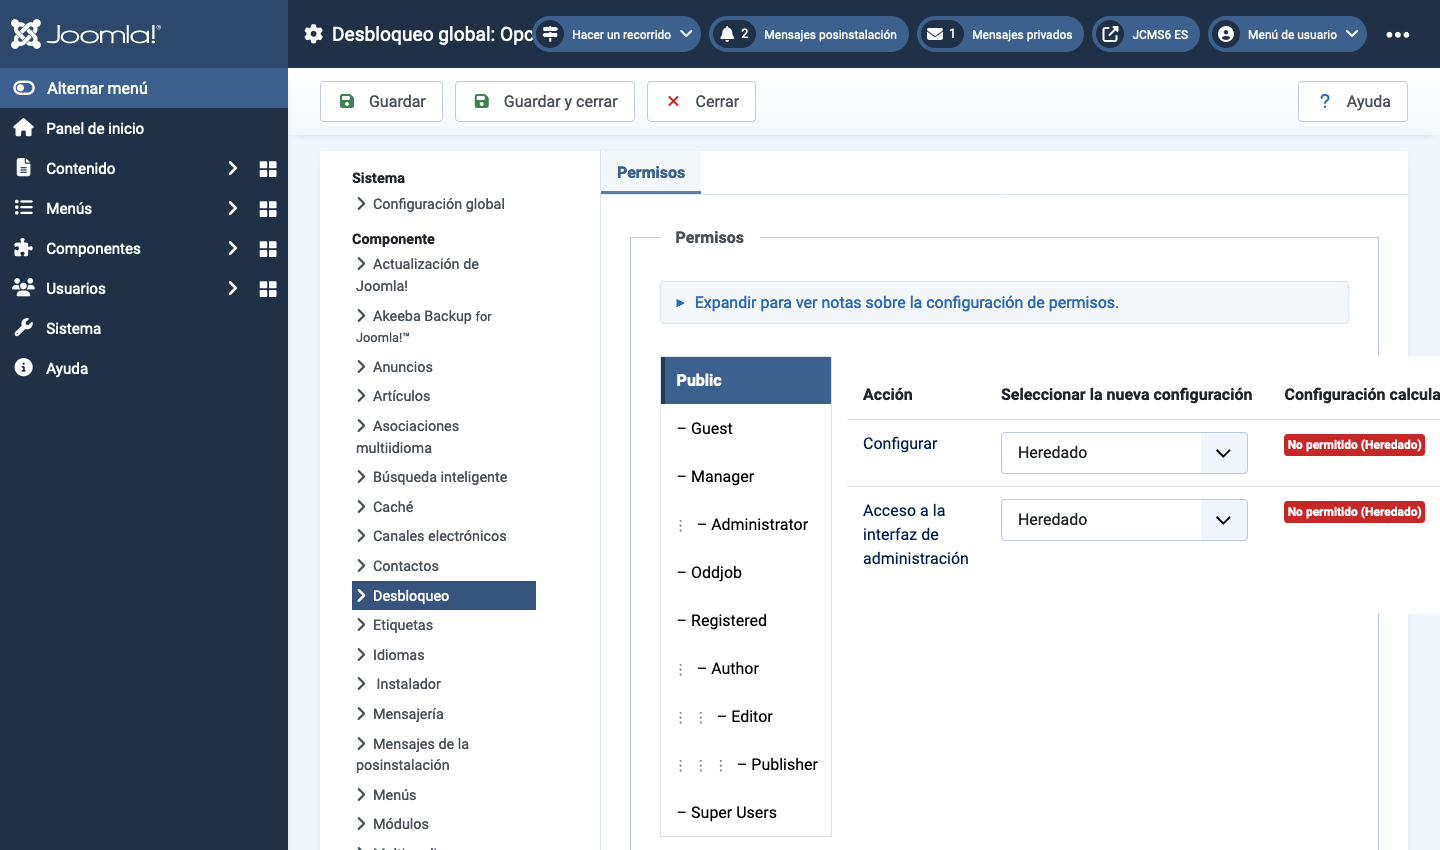 Joomla!
Desbloqueo global: Opc
Hacer un recorrido
2 Mensajes posinstalación
1 Mensajes privados
JCMS6 ES
Menú de usuario
Alternar menú
Panel de inicio
Contenido
Menús
Componentes
Usuarios
Sistema
Ayuda
Guardar
Guardar y cerrar
Cerrar
? Ayuda
Sistema
Configuración global
Componente
Actualización de
Joomla!
Akeeba Backup for
Joomla!™
Anuncios
Artículos
Asociaciones
multiidioma
Búsqueda inteligente
Caché
Canales electrónicos
Contactos
Desbloqueo
Etiquetas
Idiomas
Instalador
Mensajería
Mensajes de la
posinstalación
Menús
Módulos
Permisos
Permisos
Expandir para ver notas sobre la configuración de permisos.
Public
– Guest
– Manager
– Administrator
– Oddjob
– Registered
– Author
– Editor
– Publisher
– Super Users
Acción Seleccionar la nueva configuración Configuración calcula
Configurar Heredado No permitido (Heredado)
Acceso a la
interfaz de
administración
Heredado No permitido (Heredado)